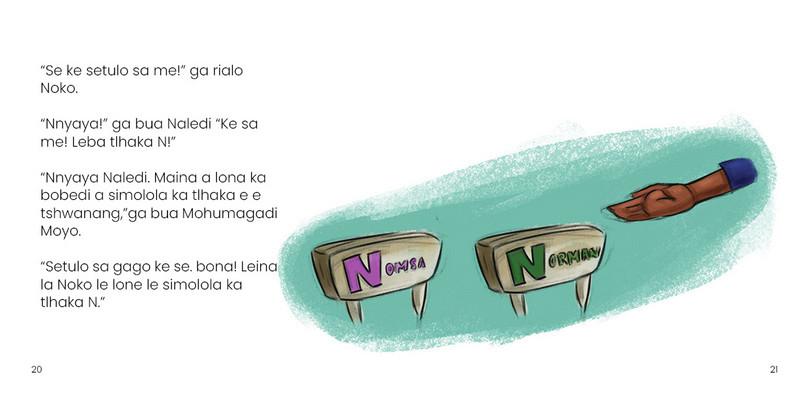 “Se ke setulo sa me!” ga rialo
Noko.
“Nnyaya!” ga bua Naledi “Ke sa
me! Leba tlhaka N!”
“Nnyaya Naledi. Maina a lona ka
bobedi a simolola ka tlhaka e e
tshwanang,”ga bua Mohumagadi
Moyo.
“Setulo sa gago ke se. bona! Leina
la Noko le lone le simolola ka
tlhaka N.”
NOMSA
NORMAN
20
21